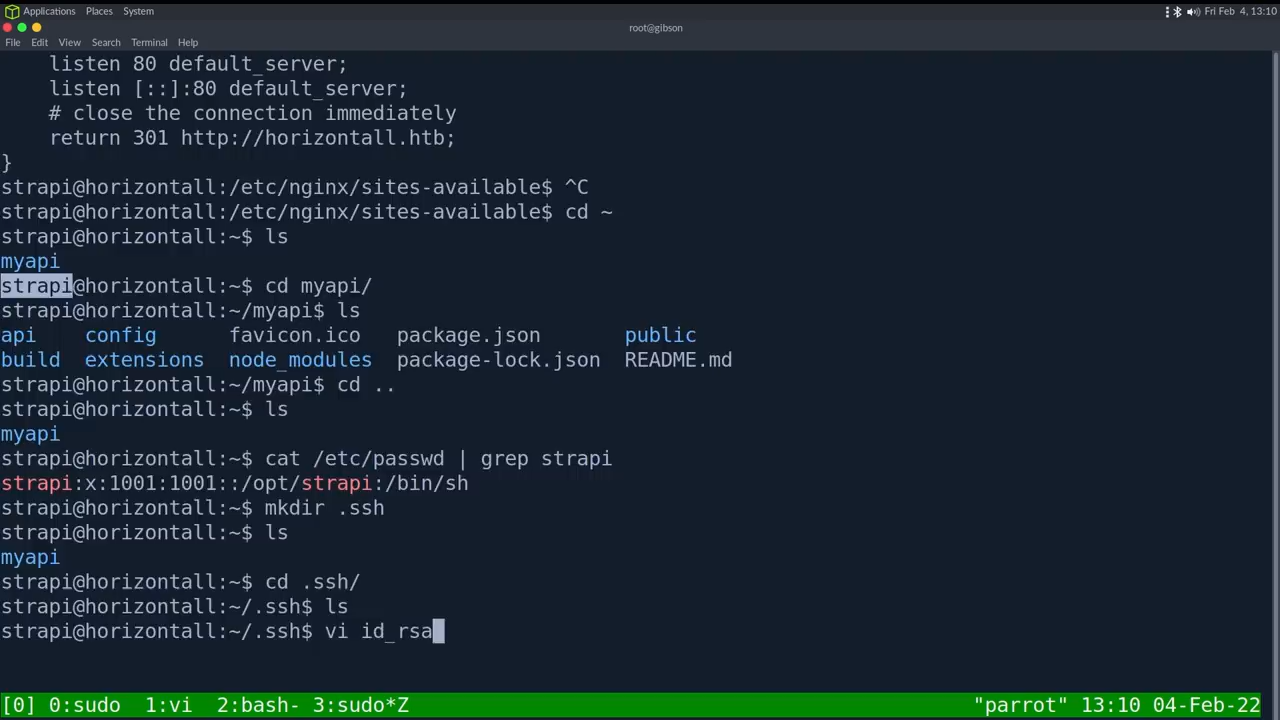 Applications Places System Fri Feb 4, 13:10
root@gibson
File Edit View Search Terminal Help
listen 80 default_server;
listen [::]:80 default_server;
# close the connection immediately
return 301 http://horizontall.htb;
}
strapi@horizontall:/etc/nginx/sites-available$ ^C
strapi@horizontall:/etc/nginx/sites-available$ cd ~
strapi@horizontall:~$ ls
myapi
strapi@horizontall:~$ cd myapi/
strapi@horizontall:~/myapi$ ls
api config favicon.ico package.json public
build extensions node_modules package-lock.json README.md
strapi@horizontall:~/myapi$ cd ..
strapi@horizontall:~$ ls
myapi
strapi@horizontall:~$ cat /etc/passwd | grep strapi
strapi:x:1001:1001::/opt/strapi:/bin/sh
strapi@horizontall:~$ mkdir .ssh
strapi@horizontall:~$ ls
myapi
strapi@horizontall:~$ cd .ssh/
strapi@horizontall:~/.ssh$ ls
strapi@horizontall:~/.ssh$ vi id_rsa
[0] 0:sudo 1:vi 2:bash- 3:sudo*Z "parrot" 13:10 04-Feb-22